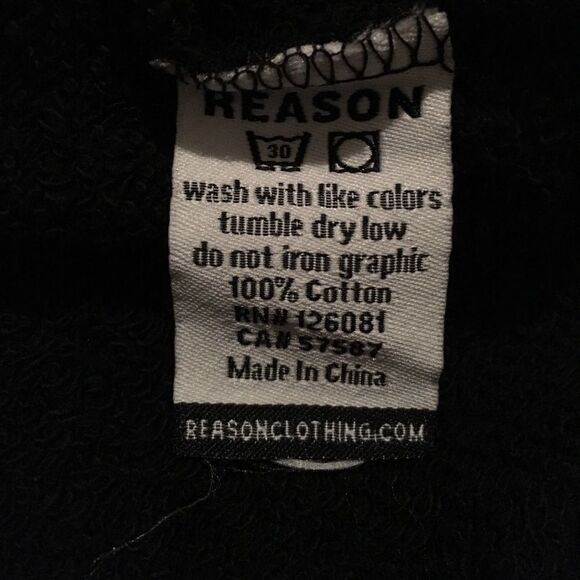 REASON
30
wash with like colors
tumble dry low
do not iron graphic
100% Cotton
RN# 126081
CA# 57587
Made In China
REASONCLOTHING.COM